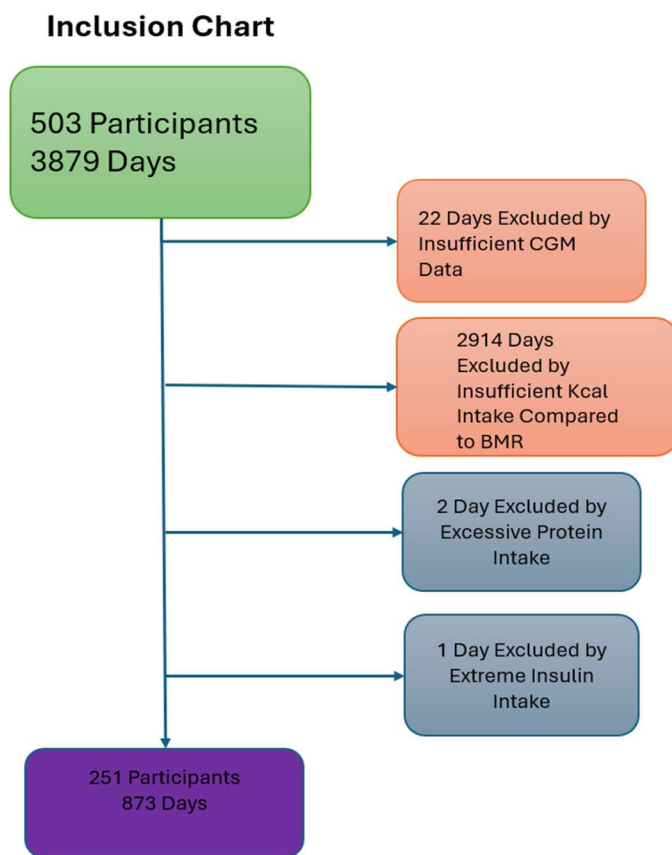 Inclusion Chart
503 Participants
3879 Days
22 Days Excluded by
Insufficient CGM
Data
2914 Days
Excluded by
Insufficient Kcal
Intake Compared
to BMR
2 Day Excluded by
Excessive Protein
Intake
1 Day Excluded by
Extreme Insulin
Intake
251 Participants
873 Days